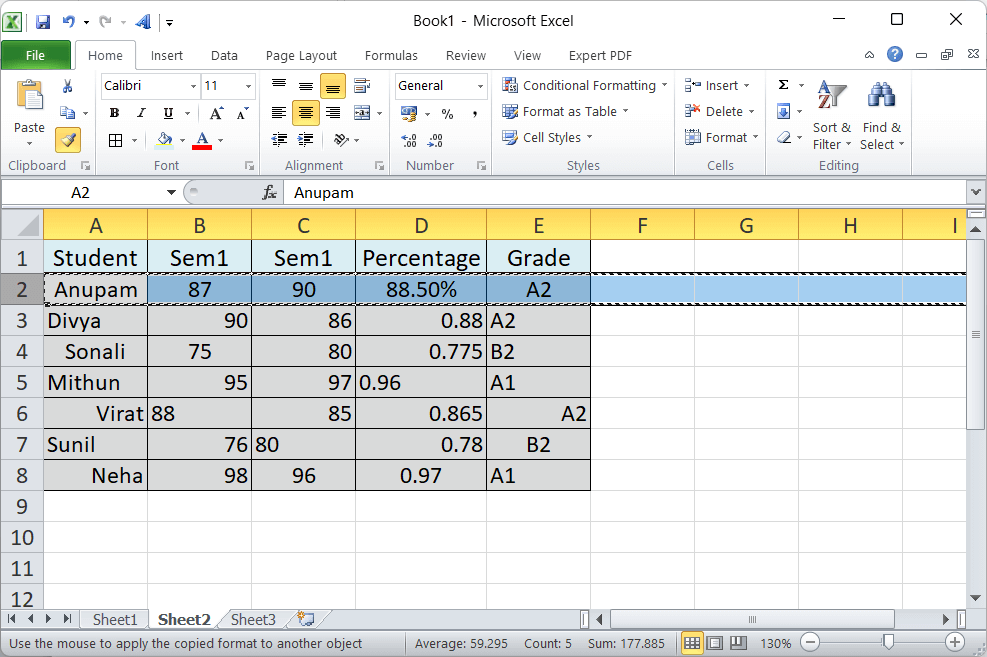 Book1 - Microsoft Excel
File Home Insert Data Page Layout Formulas Review View Expert PDF
Calibri 11 General Conditional Formatting Insert Σ
Paste B I U A A % , Format as Table Delete Sort & Find &
A Cell Styles Format Filter Select
Clipboard Font Alignment Number Styles Cells Editing
A2 fx Anupam
A B C D E F G H I
1 Student Sem1 Sem1 Percentage Grade
2 Anupam 87 90 88.50% A2
3 Divya 90 86 0.88 A2
4 Sonali 75 80 0.775 B2
5 Mithun 95 97 0.96 A1
6 Virat 88 85 0.865 A2
7 Sunil 76 80 0.78 B2
8 Neha 98 96 0.97 A1
9
10
11
12
Sheet1 Sheet2 Sheet3
Use the mouse to apply the copied format to another object Average: 59.295 Count: 5 Sum: 177.885 130%